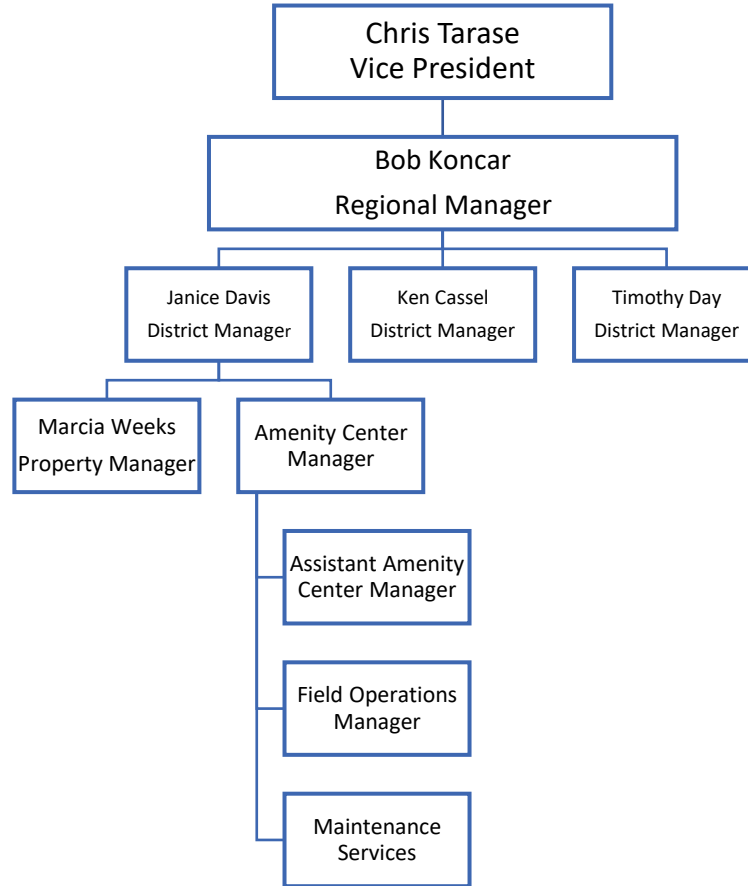 Chris Tarase
Vice President
Bob Koncar
Regional Manager
Janice Davis
District Manager
Ken Cassel
District Manager
Timothy Day
District Manager
Marcia Weeks
Property Manager
Amenity Center
Manager
Assistant Amenity
Center Manager
Field Operations
Manager
Maintenance
Services